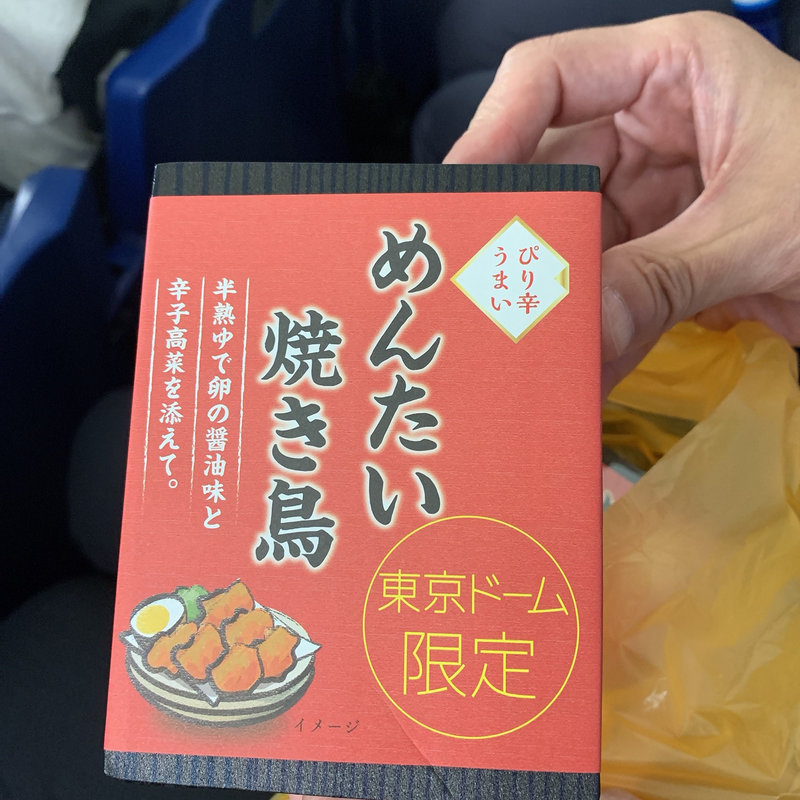 ぴり辛
うまい
めんたい
焼き鳥
半熟ゆで卵の醤油味と
辛子高菜を添えて。
東京ドーム
限定
イメージ